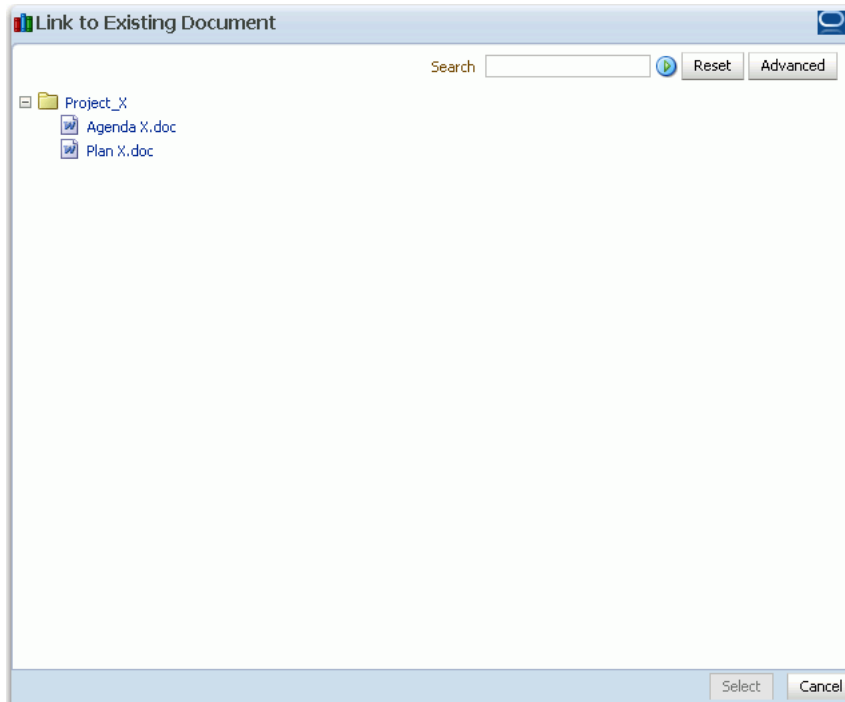 Link to Existing Document
Search Reset Advanced
Project_X
Agenda X.doc
Plan X.doc
Select Cancel